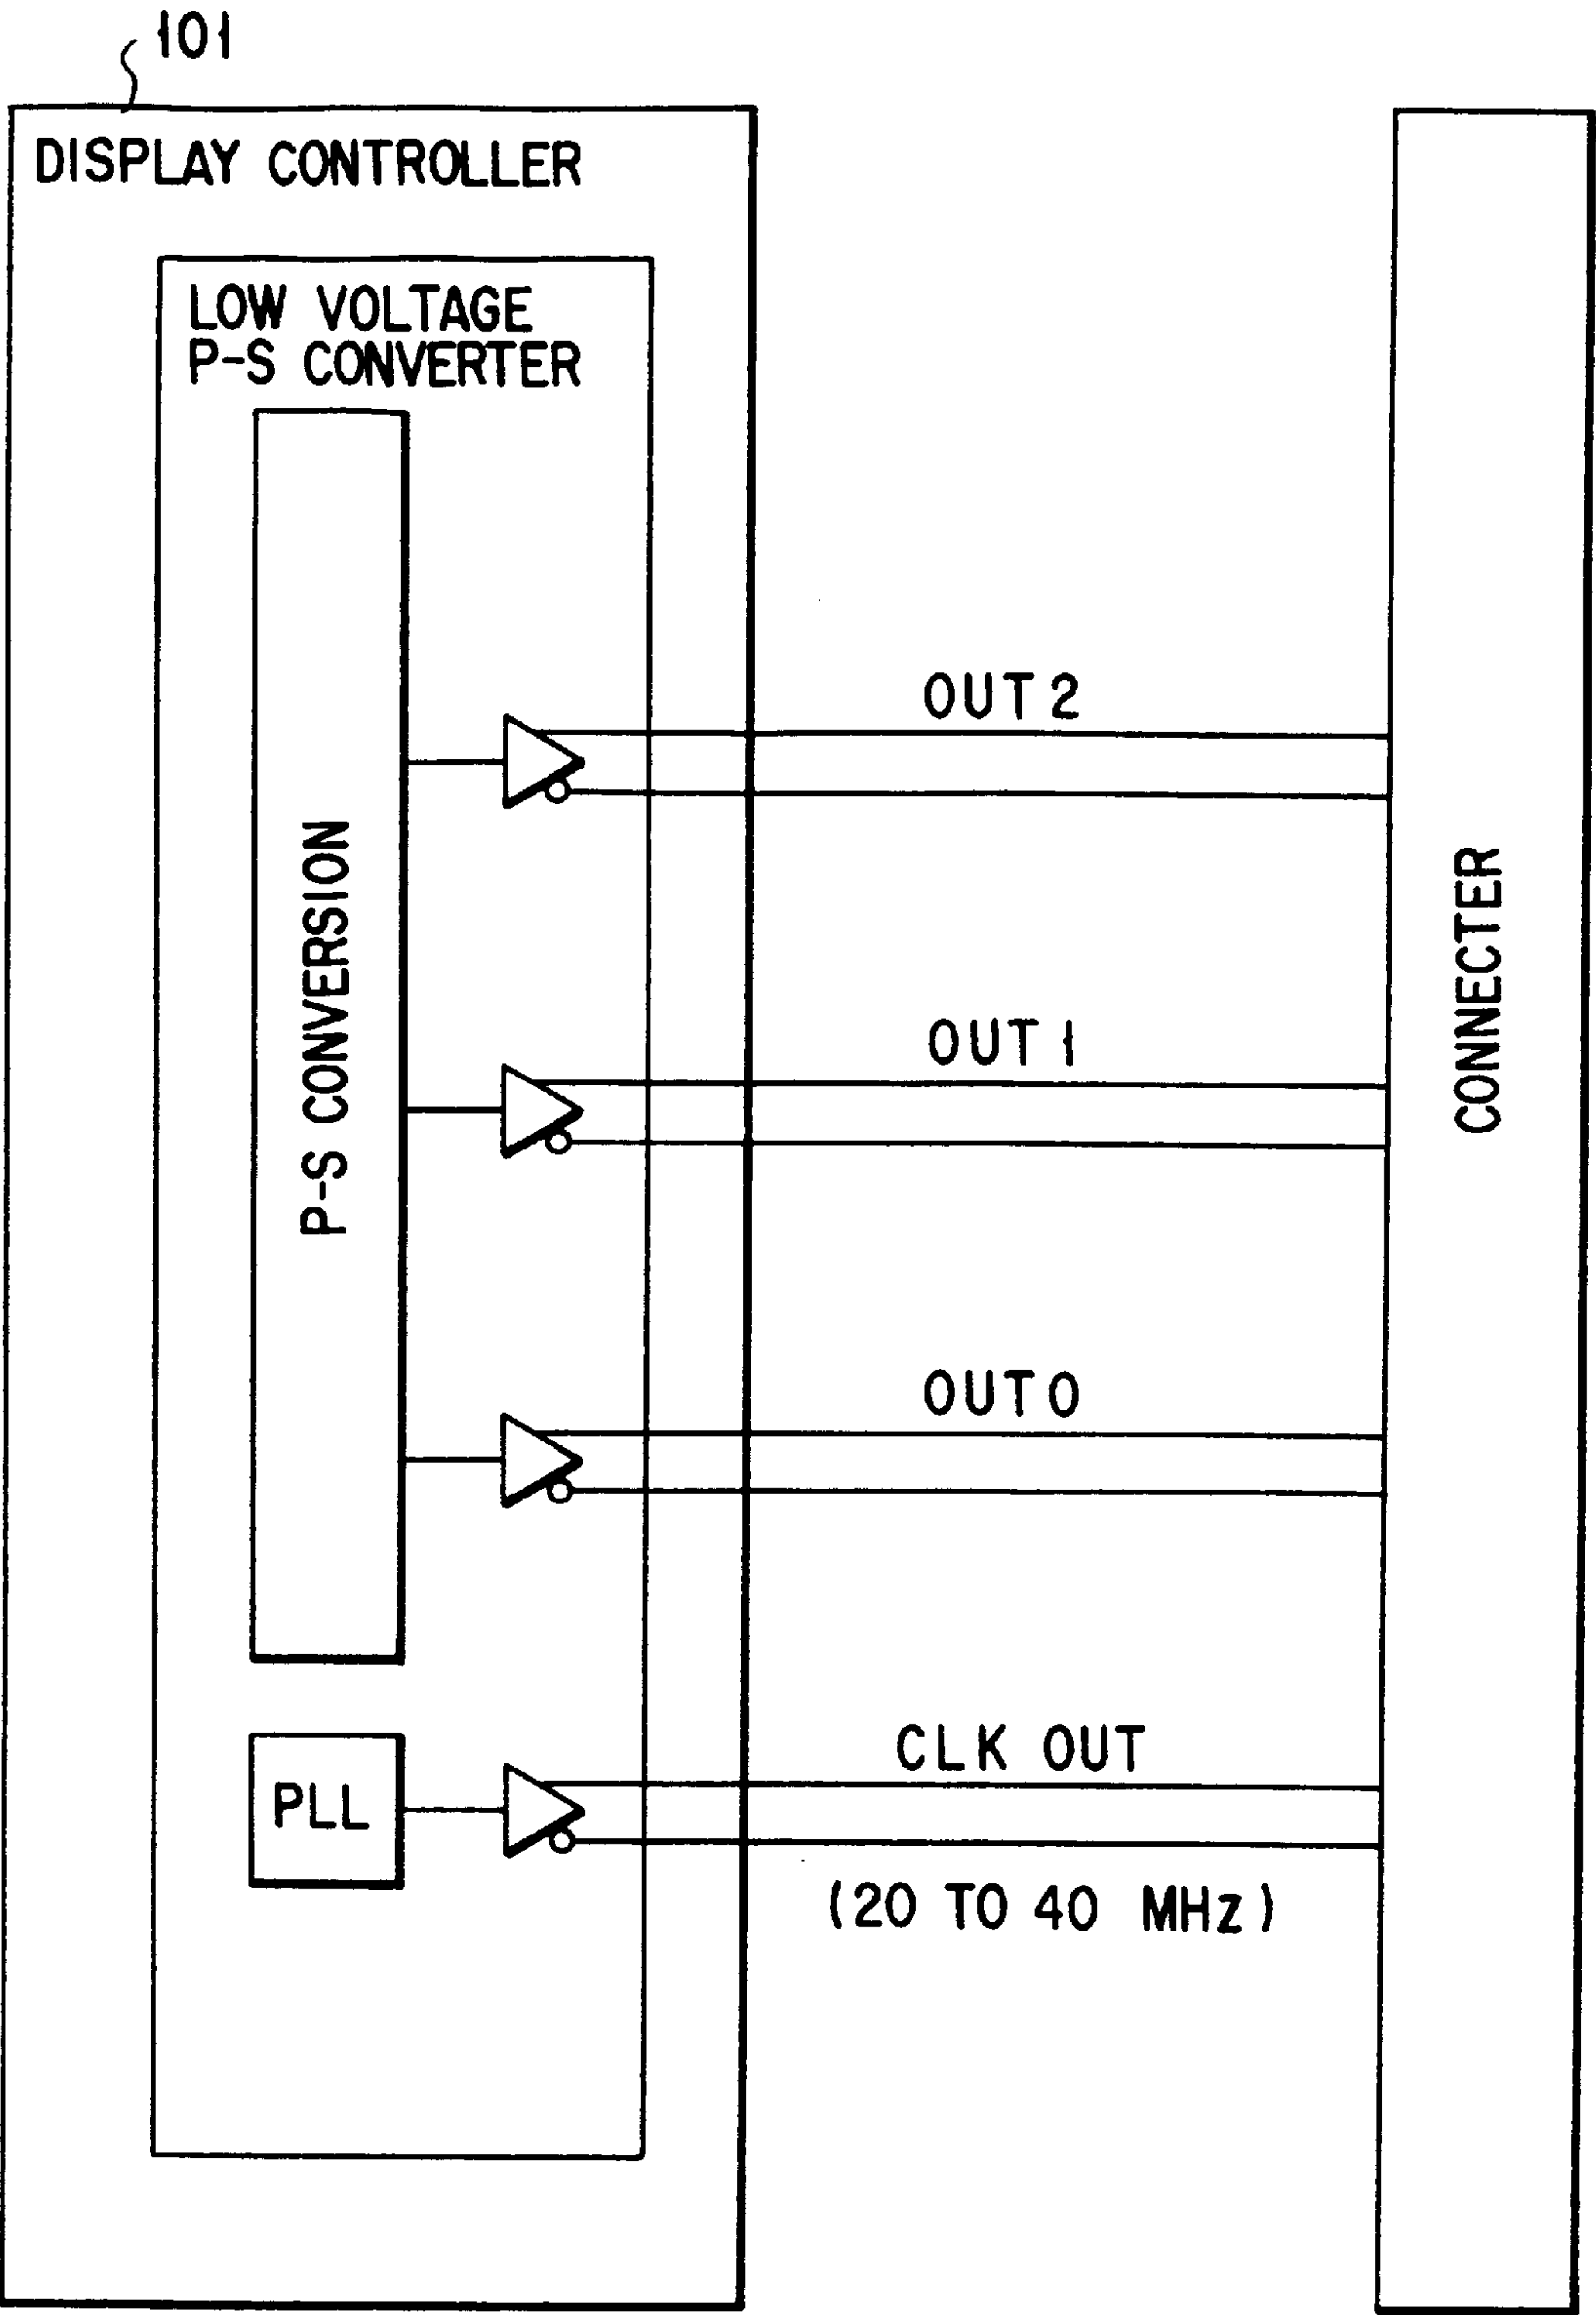 101
DISPLAY CONTROLLER
LOW VOLTAGE
P-S CONVERTER
P-S CONVERSION
OUT 2
OUT 1
OUT 0
CONNECTER
PLL
CLK OUT
(20 TO 40 MHz)